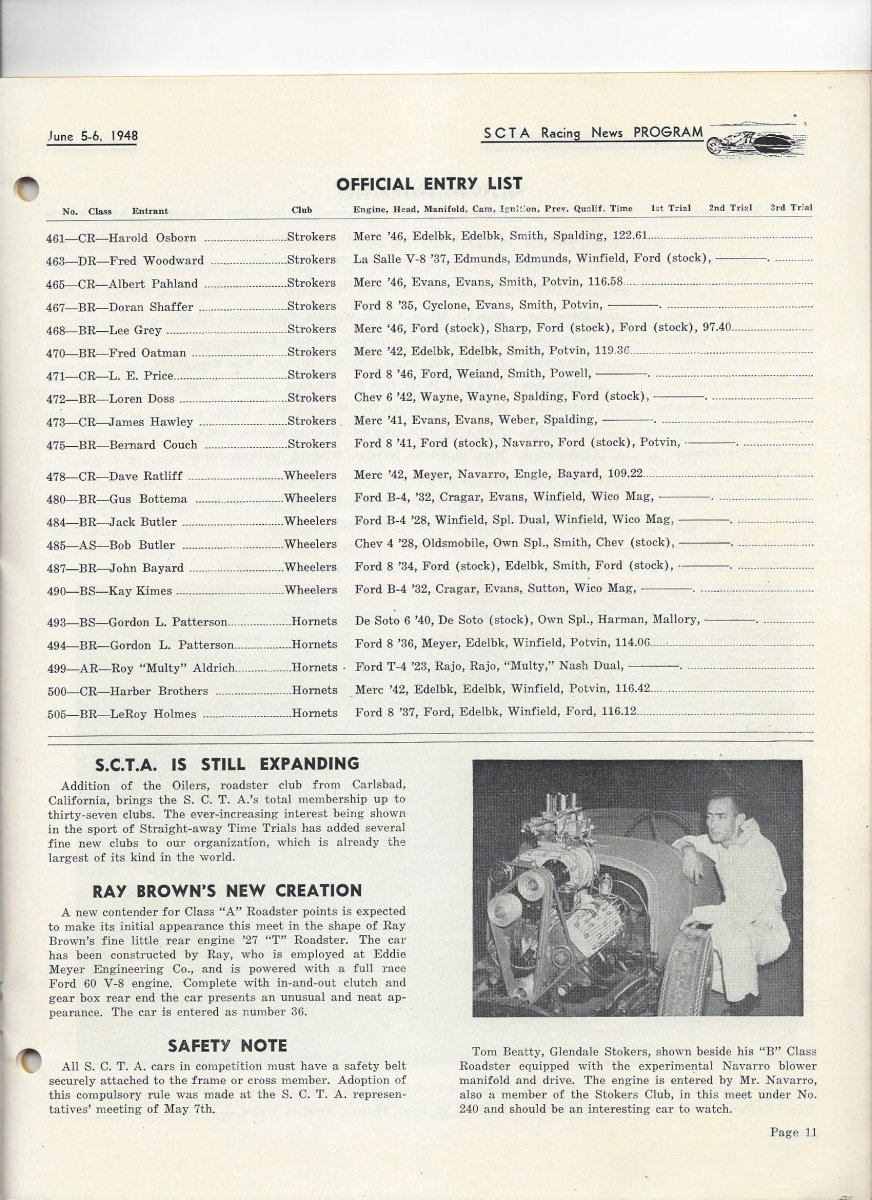 June 5-6, 1948
SCTA Racing News PROGRAM
OFFICIAL ENTRY LIST
No. Class Entrant Club Engine, Head, Manifold, Cam, Ignition, Prev. Qualif. Time 1st Trial 2nd Trial 3rd Trial
461—CR—Harold Osborn ........................Strokers Merc '46, Edelbk, Edelbk, Smith, Spalding, 122.61........................
463—DR—Fred Woodward ........................Strokers La Salle V-8 '37, Edmunds, Edmunds, Winfield, Ford (stock), ————. ............
465—CR—Albert Pahland ........................Strokers Merc '46, Evans, Evans, Smith, Potvin, 116.58........................
467—BR—Doran Shaffer ........................Strokers Ford 8 '35, Cyclone, Evans, Smith, Potvin, ————. ........................
468—BR—Lee Grey ........................Strokers Merc '46, Ford (stock), Sharp, Ford (stock), Ford (stock), 97.40........................
470—BR—Fred Oatman ........................Strokers Merc '42, Edelbk, Edelbk, Smith, Potvin, 119.36........................
471—CR—L. E. Price........................Strokers Ford 8 '46, Ford, Weiand, Smith, Powell, ————. ........................
472—BR—Loren Doss ........................Strokers Chev 6 '42, Wayne, Wayne, Spalding, Ford (stock), ————. ........................
473—CR—James Hawley ........................Strokers Merc '41, Evans, Evans, Weber, Spalding, ————. ........................
475—BR—Bernard Couch ........................Strokers Ford 8 '41, Ford (stock), Navarro, Ford (stock), Potvin, ————. ................
478—CR—Dave Ratliff ........................Wheelers Merc '42, Meyer, Navarro, Engle, Bayard, 109.22........................
480—BR—Gus Bottema ........................Wheelers Ford B-4, '32, Cragar, Evans, Winfield, Wico Mag, ————. ........................
484—BR—Jack Butler ........................Wheelers Ford B-4 '28, Winfield, Spl. Dual, Winfield, Wico Mag, ————. ................
485—AS—Bob Butler ........................Wheelers Chev 4 '28, Oldsmobile, Own Spl., Smith, Chev (stock), ————. ................
487—BR—John Bayard ........................Wheelers Ford 8 '34, Ford (stock), Edelbk, Smith, Ford (stock), ————. ................
490—BS—Kay Kimes ........................Wheelers Ford B-4 '32, Cragar, Evans, Sutton, Wico Mag, ————. ........................
493—BS—Gordon L. Patterson................Hornets De Soto 6 '40, De Soto (stock), Own Spl., Harman, Mallory, ————. ............
494—BR—Gordon L. Patterson................Hornets Ford 8 '36, Meyer, Edelbk, Winfield, Potvin, 114.06........................
499—AR—Roy "Multy" Aldrich................Hornets Ford T-4 '23, Rajo, Rajo, "Multy," Nash Dual, ————. ........................
500—CR—Harber Brothers ........................Hornets Merc '42, Edelbk, Edelbk, Winfield, Potvin, 116.42........................
505—BR—LeRoy Holmes ........................Hornets Ford 8 '37, Ford, Edelbk, Winfield, Ford, 116.12........................
S.C.T.A. IS STILL EXPANDING
Addition of the Oilers, roadster club from Carlsbad,
California, brings the S. C. T. A.'s total membership up to
thirty-seven clubs. The ever-increasing interest being shown
in the sport of Straight-away Time Trials has added several
fine new clubs to our organization, which is already the
largest of its kind in the world.
RAY BROWN'S NEW CREATION
A new contender for Class "A" Roadster points is expected
to make its initial appearance this meet in the shape of Ray
Brown's fine little rear engine '27 "T" Roadster. The car
has been constructed by Ray, who is employed at Eddie
Meyer Engineering Co., and is powered with a full race
Ford 60 V-8 engine. Complete with in-and-out clutch and
gear box rear end the car presents an unusual and neat ap-
pearance. The car is entered as number 36.
SAFETY NOTE
All S. C. T. A. cars in competition must have a safety belt
securely attached to the frame or cross member. Adoption of
this compulsory rule was made at the S. C. T. A. represen-
tatives' meeting of May 7th.
Tom Beatty, Glendale Stokers, shown beside his "B" Class
Roadster equipped with the experimental Navarro blower
manifold and drive. The engine is entered by Mr. Navarro,
also a member of the Stokers Club, in this meet under No.
240 and should be an interesting car to watch.
Page 11